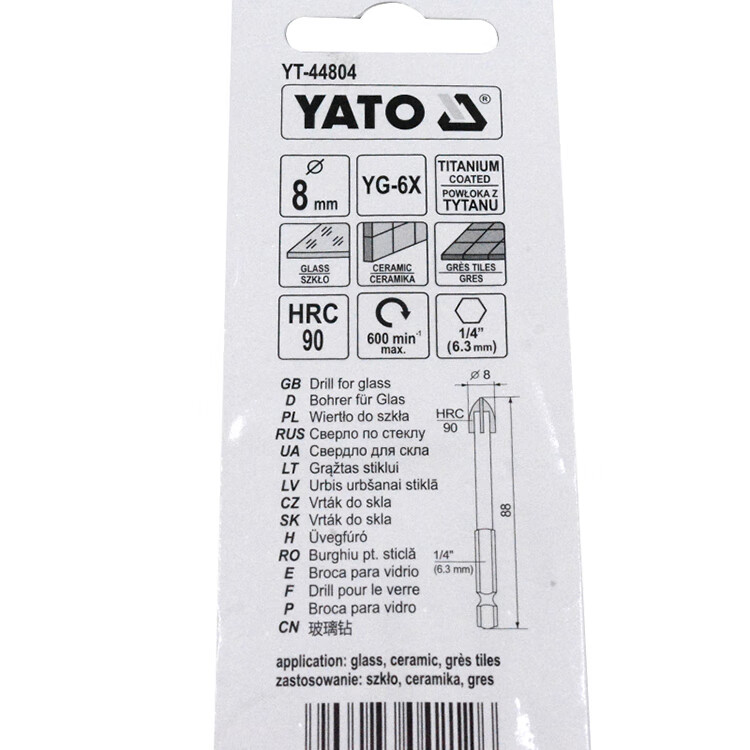 YT-44804
YATO ®
⌀ 8 mm
YG-6X
TITANIUM
COATED
POWŁOKA Z
TYTANU
GLASS
SZKŁO
CERAMIC
CERAMIKA
GRÈS TILES
GRES
HRC
90
600 min⁻¹
max.
1/4"
(6.3 mm)
GB Drill for glass
D Bohrer für Glas
PL Wiertło do szkła
RUS Сверло по стеклу
UA Свердло для скла
LT Grąžtas stiklui
LV Urbis urbšanai stiklā
CZ Vrták do skla
SK Vrták do skla
H Üvegfúró
RO Burghiu pt. sticlă
E Broca para vidrio
F Drill pour le verre
P Broca para vidro
CN 玻璃钻
⌀ 8
HRC
90
88
1/4"
(6.3 mm)
application: glass, ceramic, grès tiles
zastosowanie: szkło, ceramika, gres